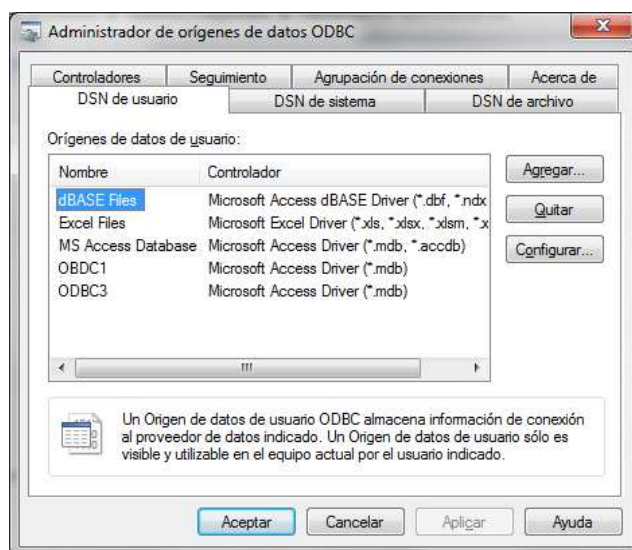 Administrador de orígenes de datos ODBC
Controladores Seguimiento Agrupación de conexiones Acerca de
DSN de usuario DSN de sistema DSN de archivo
Orígenes de datos de usuario:
Nombre Controlador
dBASE Files Microsoft Access dBASE Driver (*.dbf, *.ndx
Excel Files Microsoft Excel Driver (*.xls, *.xlsx, *.xlsm, *.x
MS Access Database Microsoft Access Driver (*.mdb, *.accdb)
OBDC1 Microsoft Access Driver (*.mdb)
ODBC3 Microsoft Access Driver (*.mdb)
Agregar...
Quitar
Configurar...
Un Origen de datos de usuario ODBC almacena información de conexión
al proveedor de datos indicado. Un Origen de datos de usuario sólo es
visible y utilizable en el equipo actual por el usuario indicado.
Aceptar Cancelar Aplicar Ayuda